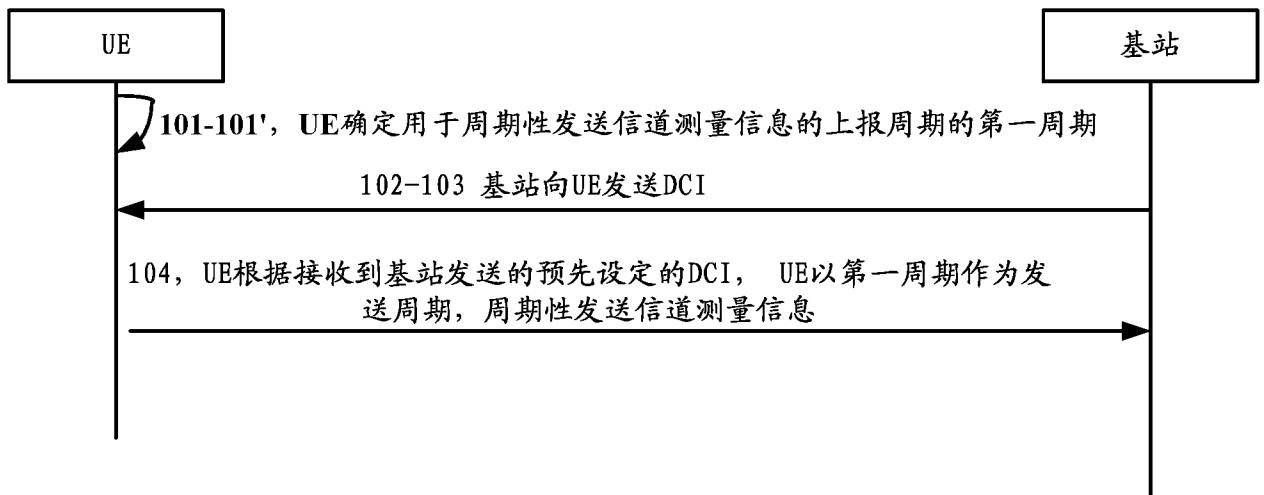 UE
基站
101-101', UE确定用于周期性发送信道测量信息的上报周期的第一周期
102-103 基站向UE发送DCI
104, UE根据接收到基站发送的预先设定的DCI, UE以第一周期作为发
送周期, 周期性发送信道测量信息